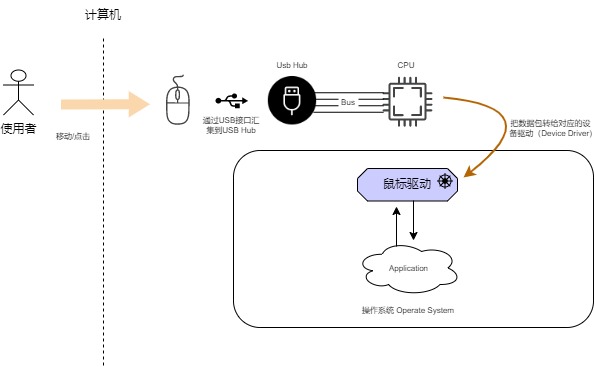 计算机
Usb Hub
CPU
Bus
使用者
移动/点击
通过USB接口汇
集到USB Hub
把数据包转给对应的设
备驱动（Device Driver）
鼠标驱动
Application
操作系统 Operate System